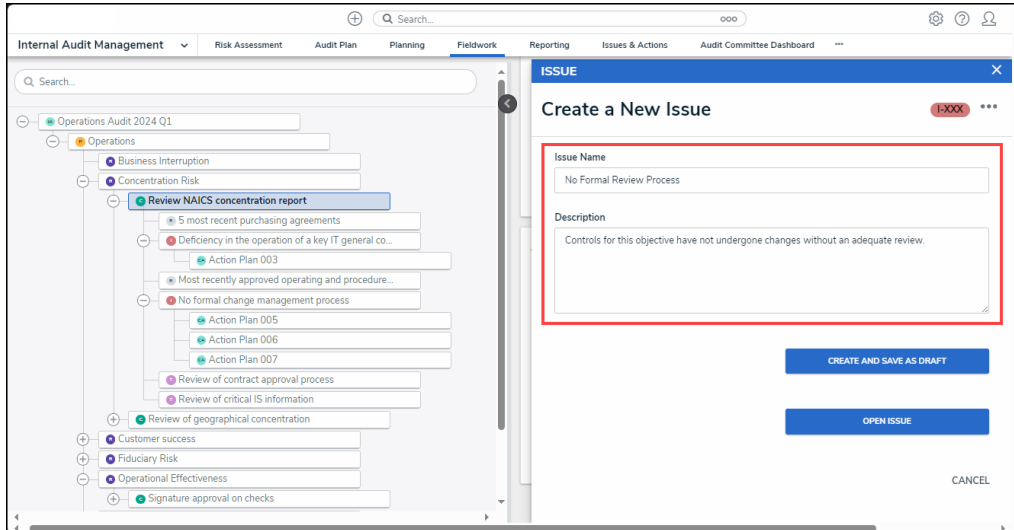 Search...
Internal Audit Management
Risk Assessment
Audit Plan
Planning
Fieldwork
Reporting
Issues & Actions
Audit Committee Dashboard
Search...
Operations Audit 2024 Q1
P Operations
R Business Interruption
R Concentration Risk
C Review NAICS concentration report
R 5 most recent purchasing agreements
I Deficiency in the operation of a key IT general co...
CA Action Plan 003
R Most recently approved operating and procedure...
I No formal change management process
CA Action Plan 005
CA Action Plan 006
CA Action Plan 007
Review of contract approval process
Review of critical IS information
C Review of geographical concentration
R Customer success
R Fiduciary Risk
R Operational Effectiveness
C Signature approval on checks
ISSUE
Create a New Issue
I-XXX
Issue Name
No Formal Review Process
Description
Controls for this objective have not undergone changes without an adequate review.
CREATE AND SAVE AS DRAFT
OPEN ISSUE
CANCEL